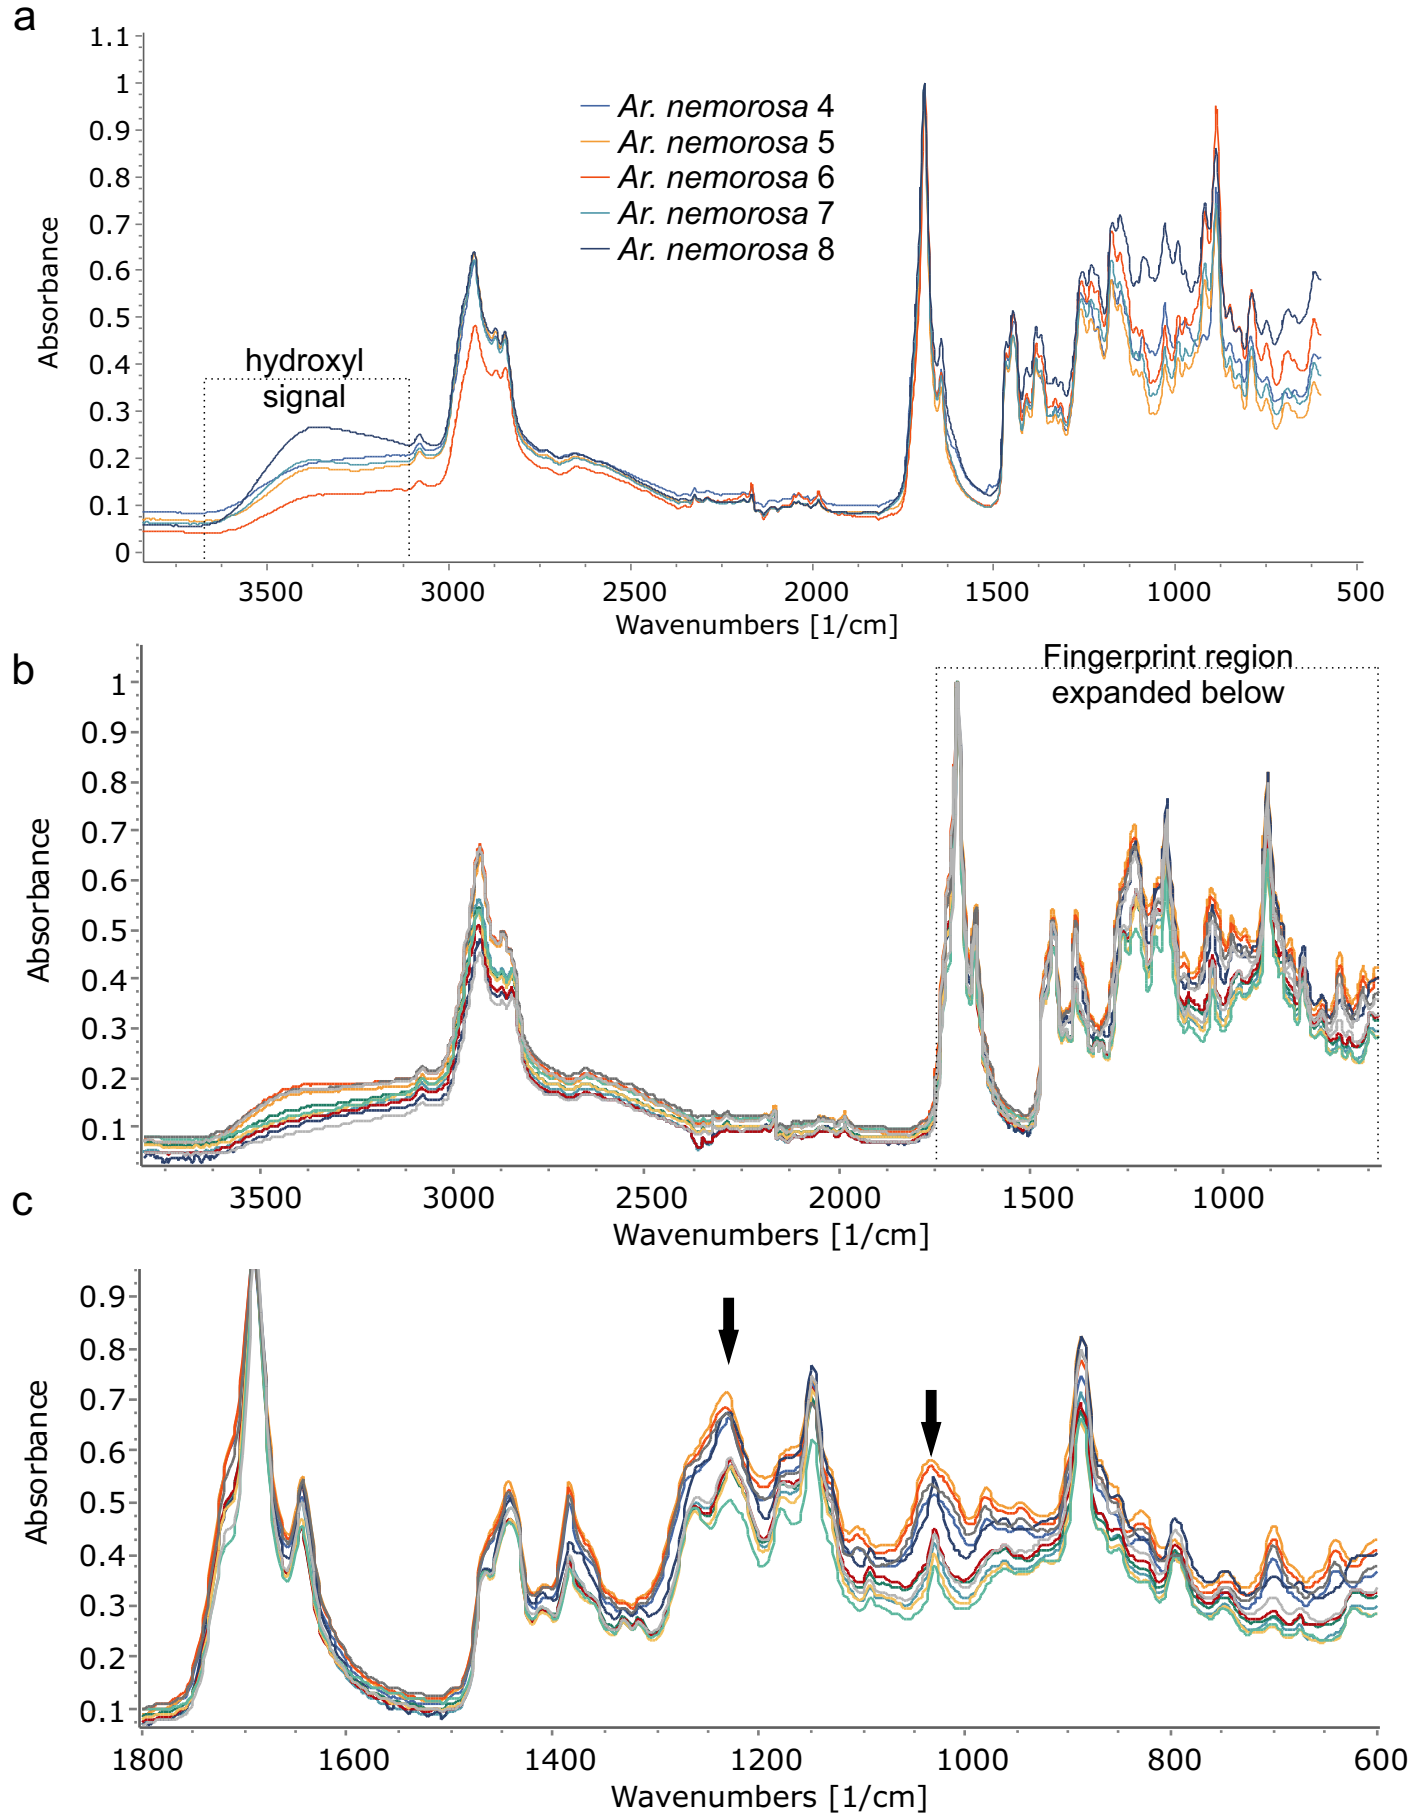 a
1.1
1
0.9
0.8
0.7
0.6
0.5
0.4
0.3
0.2
0.1
0
Absorbance
Ar. nemorosa 4
Ar. nemorosa 5
Ar. nemorosa 6
Ar. nemorosa 7
Ar. nemorosa 8
hydroxyl
signal
3500 3000 2500 2000 1500 1000 500
Wavenumbers [1/cm]
b
Fingerprint region
expanded below
1
0.9
0.8
0.7
0.6
0.5
0.4
0.3
0.2
0.1
Absorbance
3500 3000 2500 2000 1500 1000
Wavenumbers [1/cm]
c
0.9
0.8
0.7
0.6
0.5
0.4
0.3
0.2
0.1
Absorbance
1800 1600 1400 1200 1000 800 600
Wavenumbers [1/cm]